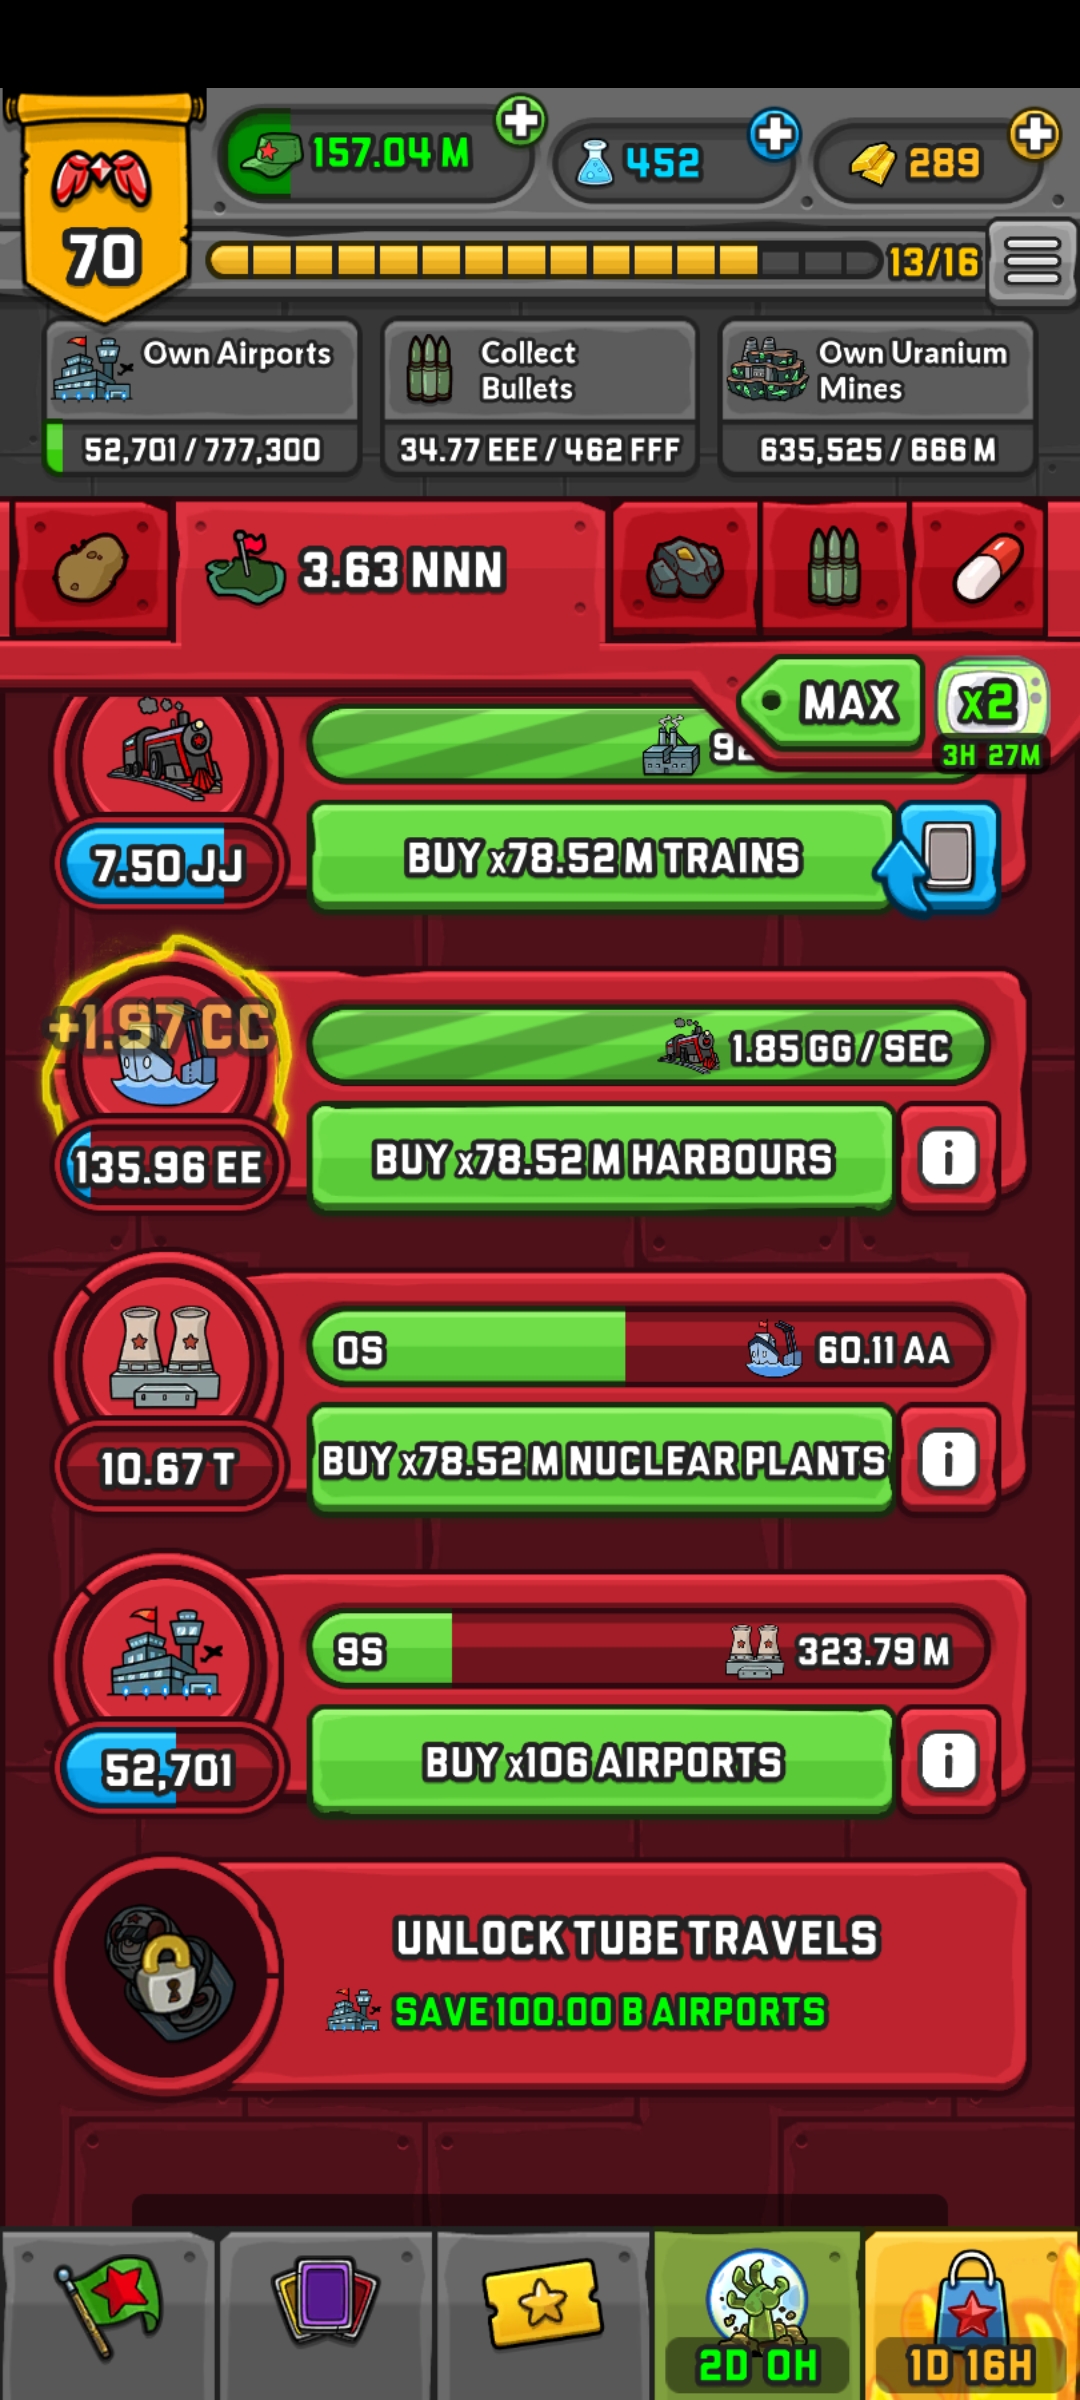 157.04 M
452
289
70
13/16
Own Airports
52,701 / 777,300
Collect
Bullets
34.77 EEE / 462 FFF
Own Uranium
Mines
635,525 / 666 M
3.63 NNN
MAX
x2
3H 27M
7.50 JJ
BUY x78.52 M TRAINS
+1.97 CC
1.85 GG / SEC
135.96 EE
BUY x78.52 M HARBOURS
i
0S
60.11 AA
10.67 T
BUY x78.52 M NUCLEAR PLANTS
i
9S
323.79 M
52,701
BUY x106 AIRPORTS
i
UNLOCK TUBE TRAVELS
SAVE 100.00 B AIRPORTS
2D 0H
1D 16H